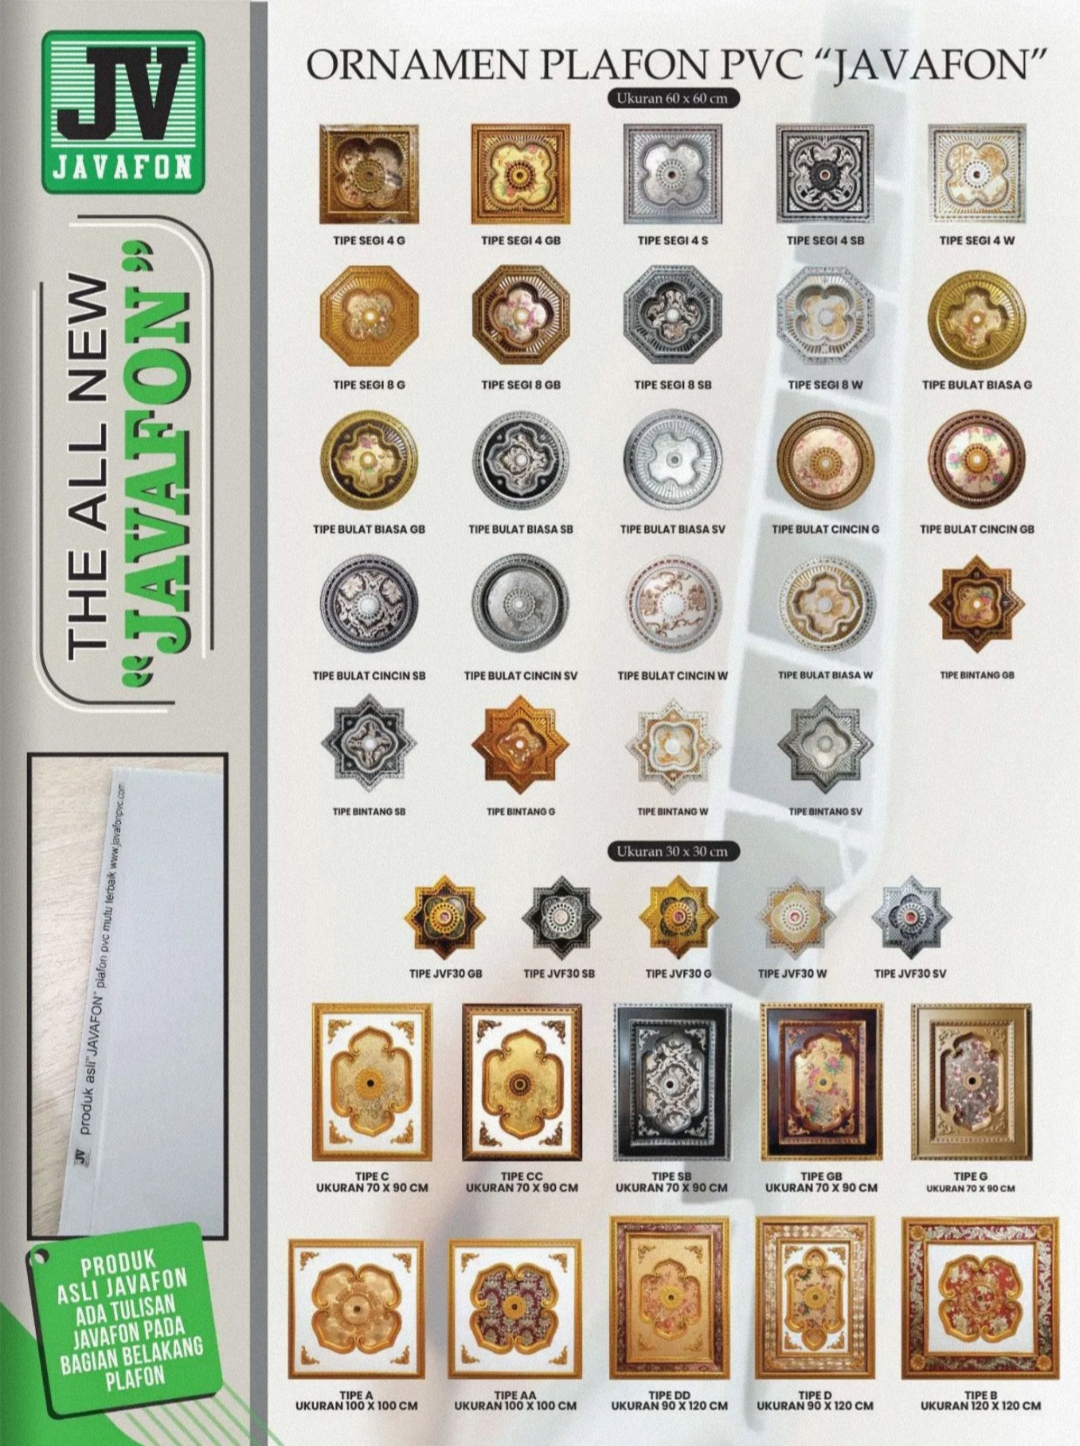 JV
JAVAFON
THE ALL NEW
“JAVAFON”
JV produk asli"JAVAFON" plafon pvc mutu terbaik www.javafonpvc.com
PRODUK
ASLI JAVAFON
ADA TULISAN
JAVAFON PADA
BAGIAN BELAKANG
PLAFON
ORNAMEN PLAFON PVC “JAVAFON”
Ukuran 60 x 60 cm
TIPE SEGI 4 G
TIPE SEGI 4 GB
TIPE SEGI 4 S
TIPE SEGI 4 SB
TIPE SEGI 4 W
TIPE SEGI 8 G
TIPE SEGI 8 GB
TIPE SEGI 8 SB
TIPE SEGI 8 W
TIPE BULAT BIASA G
TIPE BULAT BIASA GB
TIPE BULAT BIASA SB
TIPE BULAT BIASA SV
TIPE BULAT CINCIN G
TIPE BULAT CINCIN GB
TIPE BULAT CINCIN SB
TIPE BULAT CINCIN SV
TIPE BULAT CINCIN W
TIPE BULAT BIASA W
TIPE BINTANG GB
TIPE BINTANG SB
TIPE BINTANG G
TIPE BINTANG W
TIPE BINTANG SV
Ukuran 30 x 30 cm
TIPE JVF30 GB
TIPE JVF30 SB
TIPE JVF30 G
TIPE JVF30 W
TIPE JVF30 SV
TIPE C
UKURAN 70 X 90 CM
TIPE CC
UKURAN 70 X 90 CM
TIPE SB
UKURAN 70 X 90 CM
TIPE GB
UKURAN 70 X 90 CM
TIPE G
UKURAN 70 X 90 CM
TIPE A
UKURAN 100 X 100 CM
TIPE AA
UKURAN 100 X 100 CM
TIPE DD
UKURAN 90 X 120 CM
TIPE D
UKURAN 90 X 120 CM
TIPE B
UKURAN 120 X 120 CM